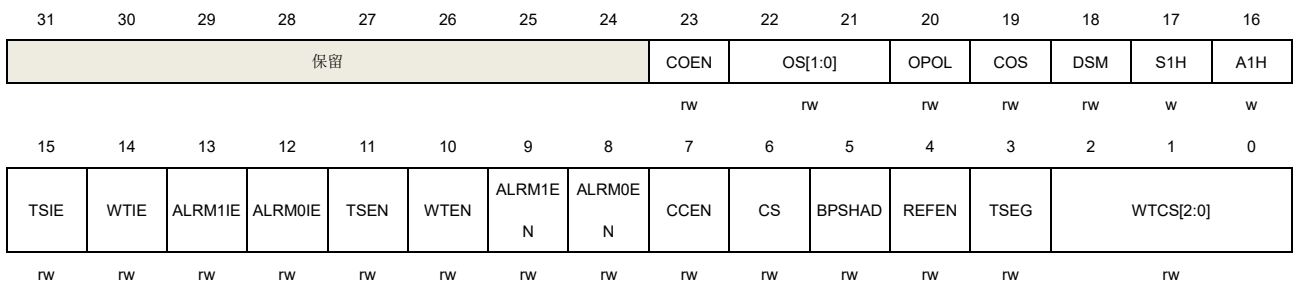 31 30 29 28 27 26 25 24 23 22 21 20 19 18 17 16
保留 COEN OS[1:0] OPOL COS DSM S1H A1H
rw rw rw rw rw w w
15 14 13 12 11 10 9 8 7 6 5 4 3 2 1 0
TSIE WTIE ALRM1IE ALRM0IE TSEN WTEN ALRM1E
N ALRM0E
N CCEN CS BPSHAD REFEN TSEG WTCS[2:0]
rw rw rw rw rw rw rw rw rw rw rw rw rw rw